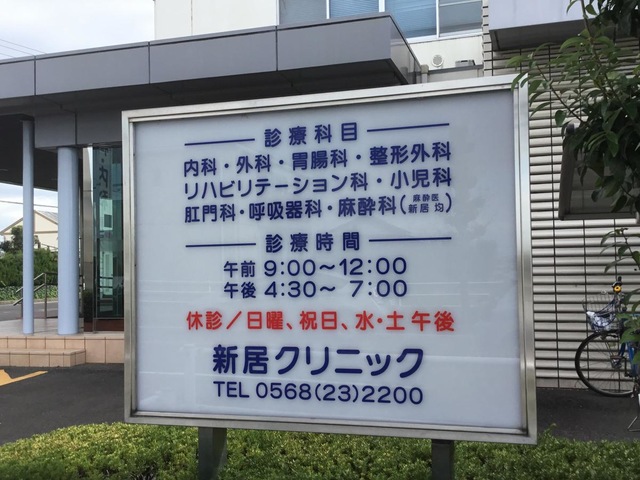 診療科目
内科・外科・胃腸科・整形外科
リハビリテーション科・小児科
肛門科・呼吸器科・麻酔科(麻酔医 新居 均)
診療時間
午前 9:00～12:00
午後 4:30～ 7:00
休診／日曜、祝日、水・土 午後
新居クリニック
TEL 0568(23)2200